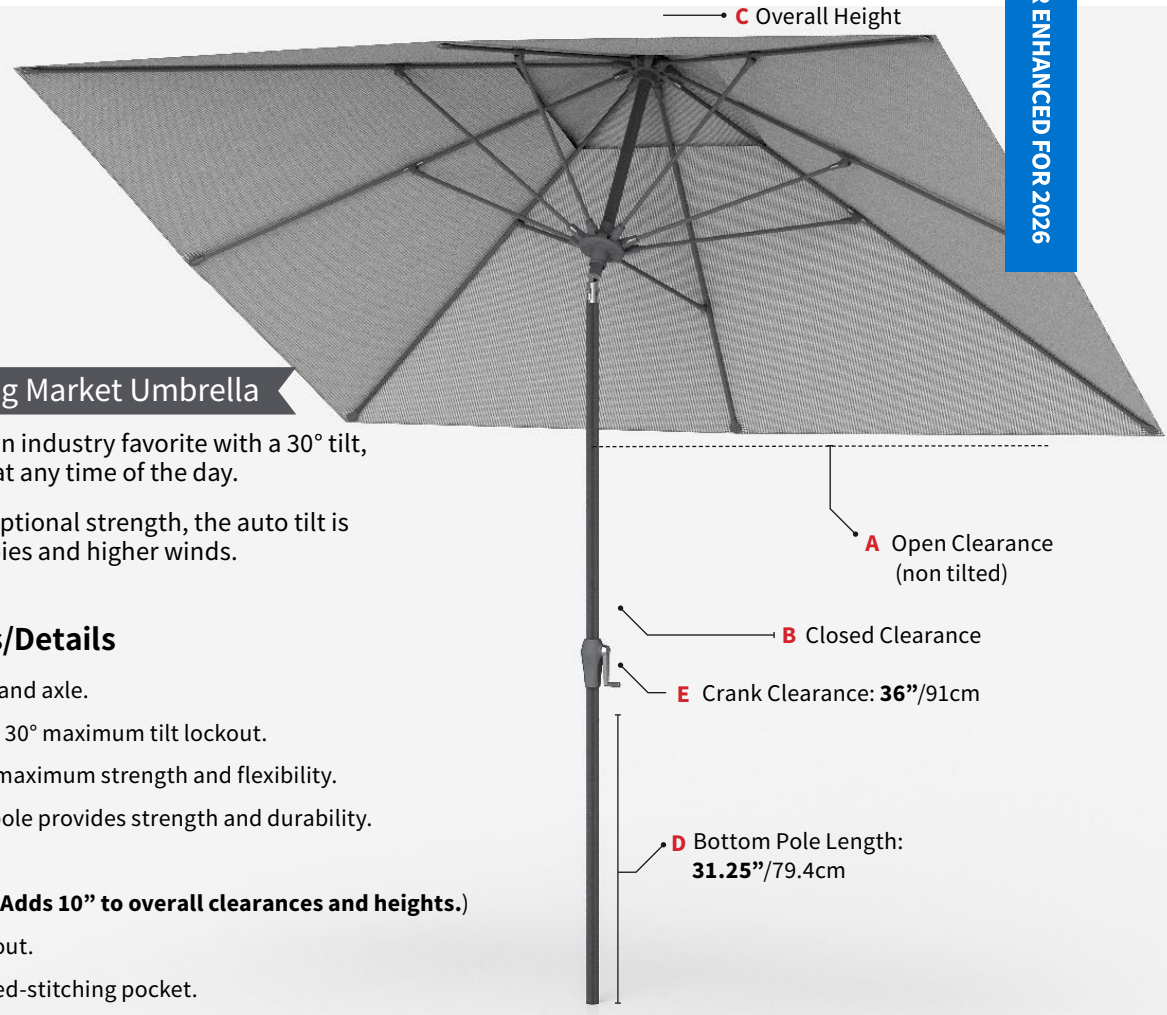 C Overall Height
R ENHANCED FOR 2026
g Market Umbrella
n industry favorite with a 30° tilt,
at any time of the day.
ptional strength, the auto tilt is
ies and higher winds.
A Open Clearance
(non tilted)
B Closed Clearance
E Crank Clearance: 36”/91cm
s/Details
and axle.
30° maximum tilt lockout.
maximum strength and flexibility.
pole provides strength and durability.
D Bottom Pole Length:
31.25”/79.4cm
Adds 10” to overall clearances and heights.)
out.
ed-stitching pocket.